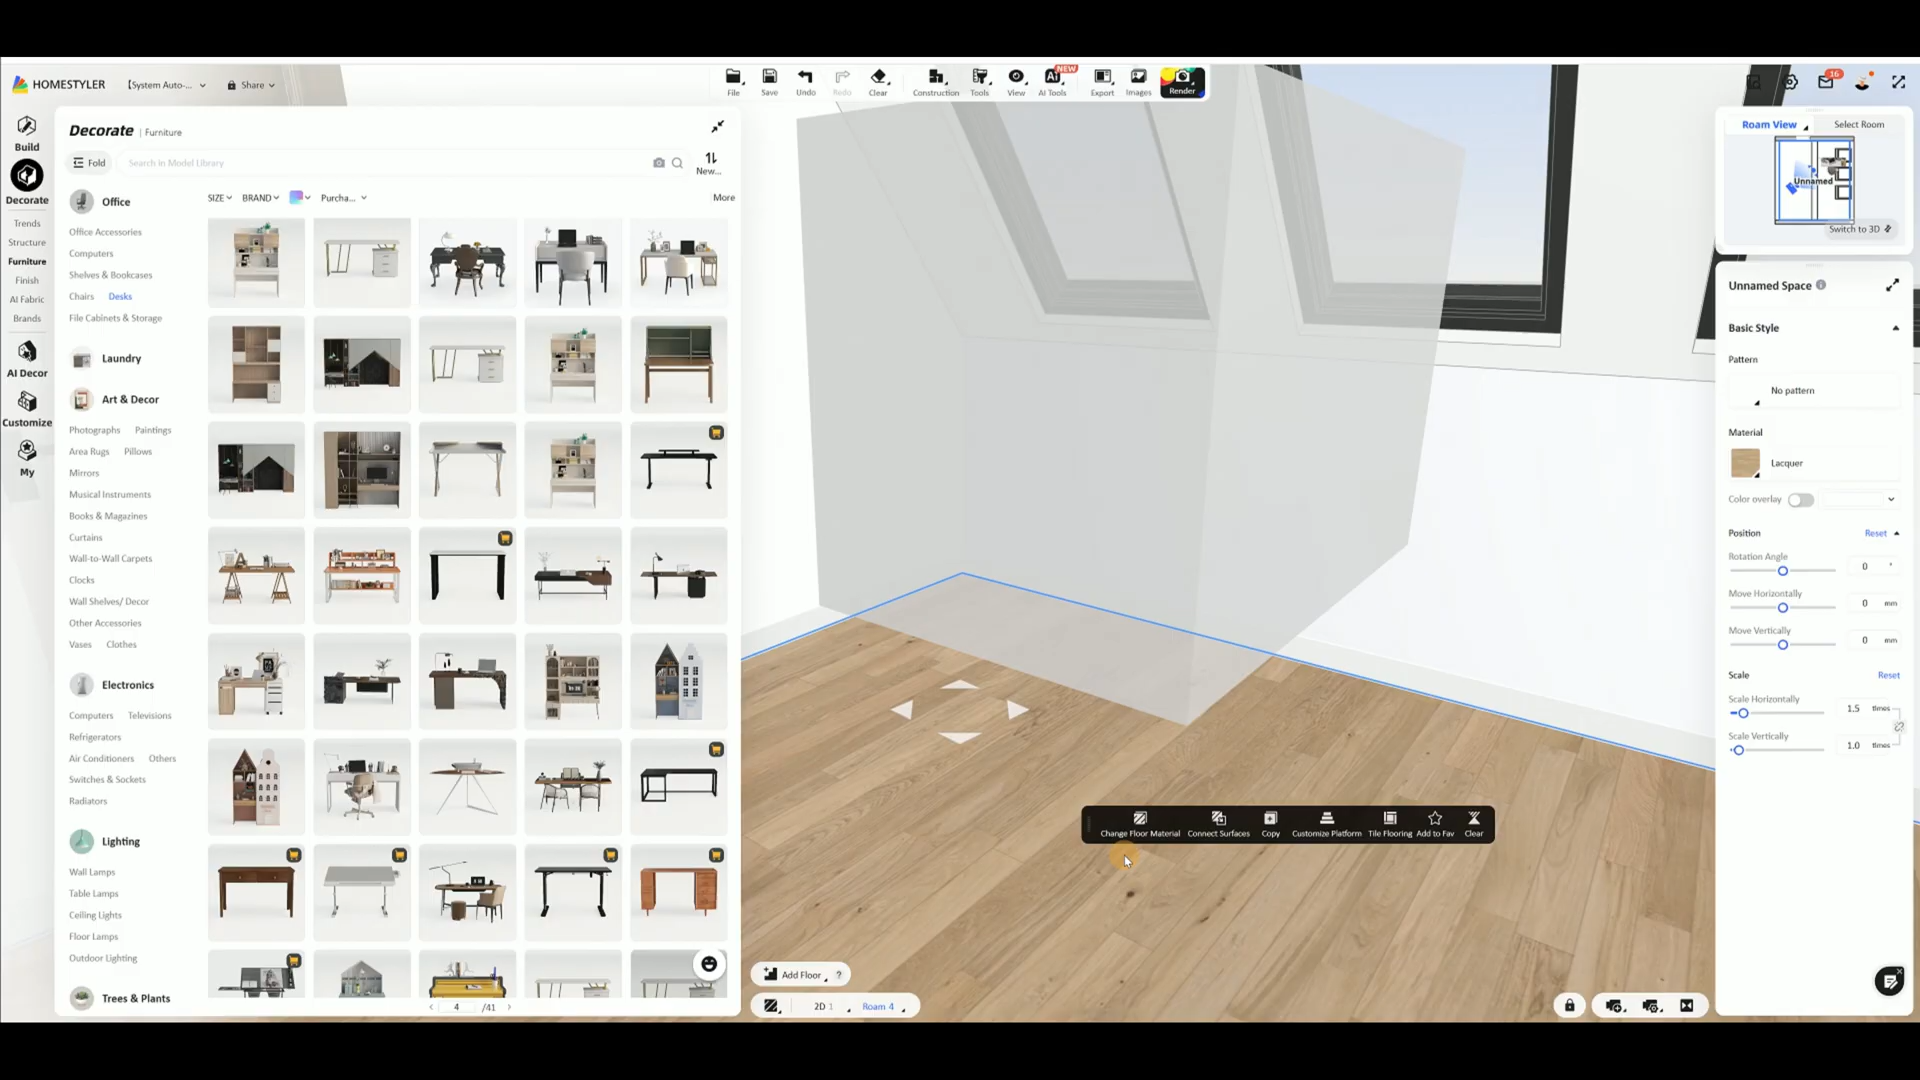 HOMESTYLER
【System Auto-...
Share
File
Save
Undo
Redo
Clear
Construction
Tools
View
AI Tools
NEW
Export
Images
Render
16
Build
Decorate
Trends
Structure
Furniture
Finish
AI Fabric
Brands
AI Decor
Customize
My
Decorate | Furniture
Fold
Search in Model Library
New...
SIZE
BRAND
Purcha...
More
Office
Office Accessories
Computers
Shelves & Bookcases
Chairs Desks
File Cabinets & Storage
Laundry
Art & Decor
Photographs Paintings
Area Rugs Pillows
Mirrors
Musical Instruments
Books & Magazines
Curtains
Wall-to-Wall Carpets
Clocks
Wall Shelves/ Decor
Other Accessories
Vases Clothes
Electronics
Computers Televisions
Refrigerators
Air Conditioners Others
Switches & Sockets
Radiators
Lighting
Wall Lamps
Table Lamps
Ceiling Lights
Floor Lamps
Outdoor Lighting
Trees & Plants
4 /41
Change Floor Material
Connect Surfaces
Copy
Customize Platform
Tile Flooring
Add to Fav
Clear
Add Floor
?
2D 1
Roam 4
Roam View
Select Room
Unnamed
Switch to 3D
Unnamed Space
Basic Style
Pattern
No pattern
Material
Lacquer
Color overlay
Position Reset
Rotation Angle
0 °
Move Horizontally
0 mm
Move Vertically
0 mm
Scale Reset
Scale Horizontally
1.5 times
Scale Vertically
1.0 times